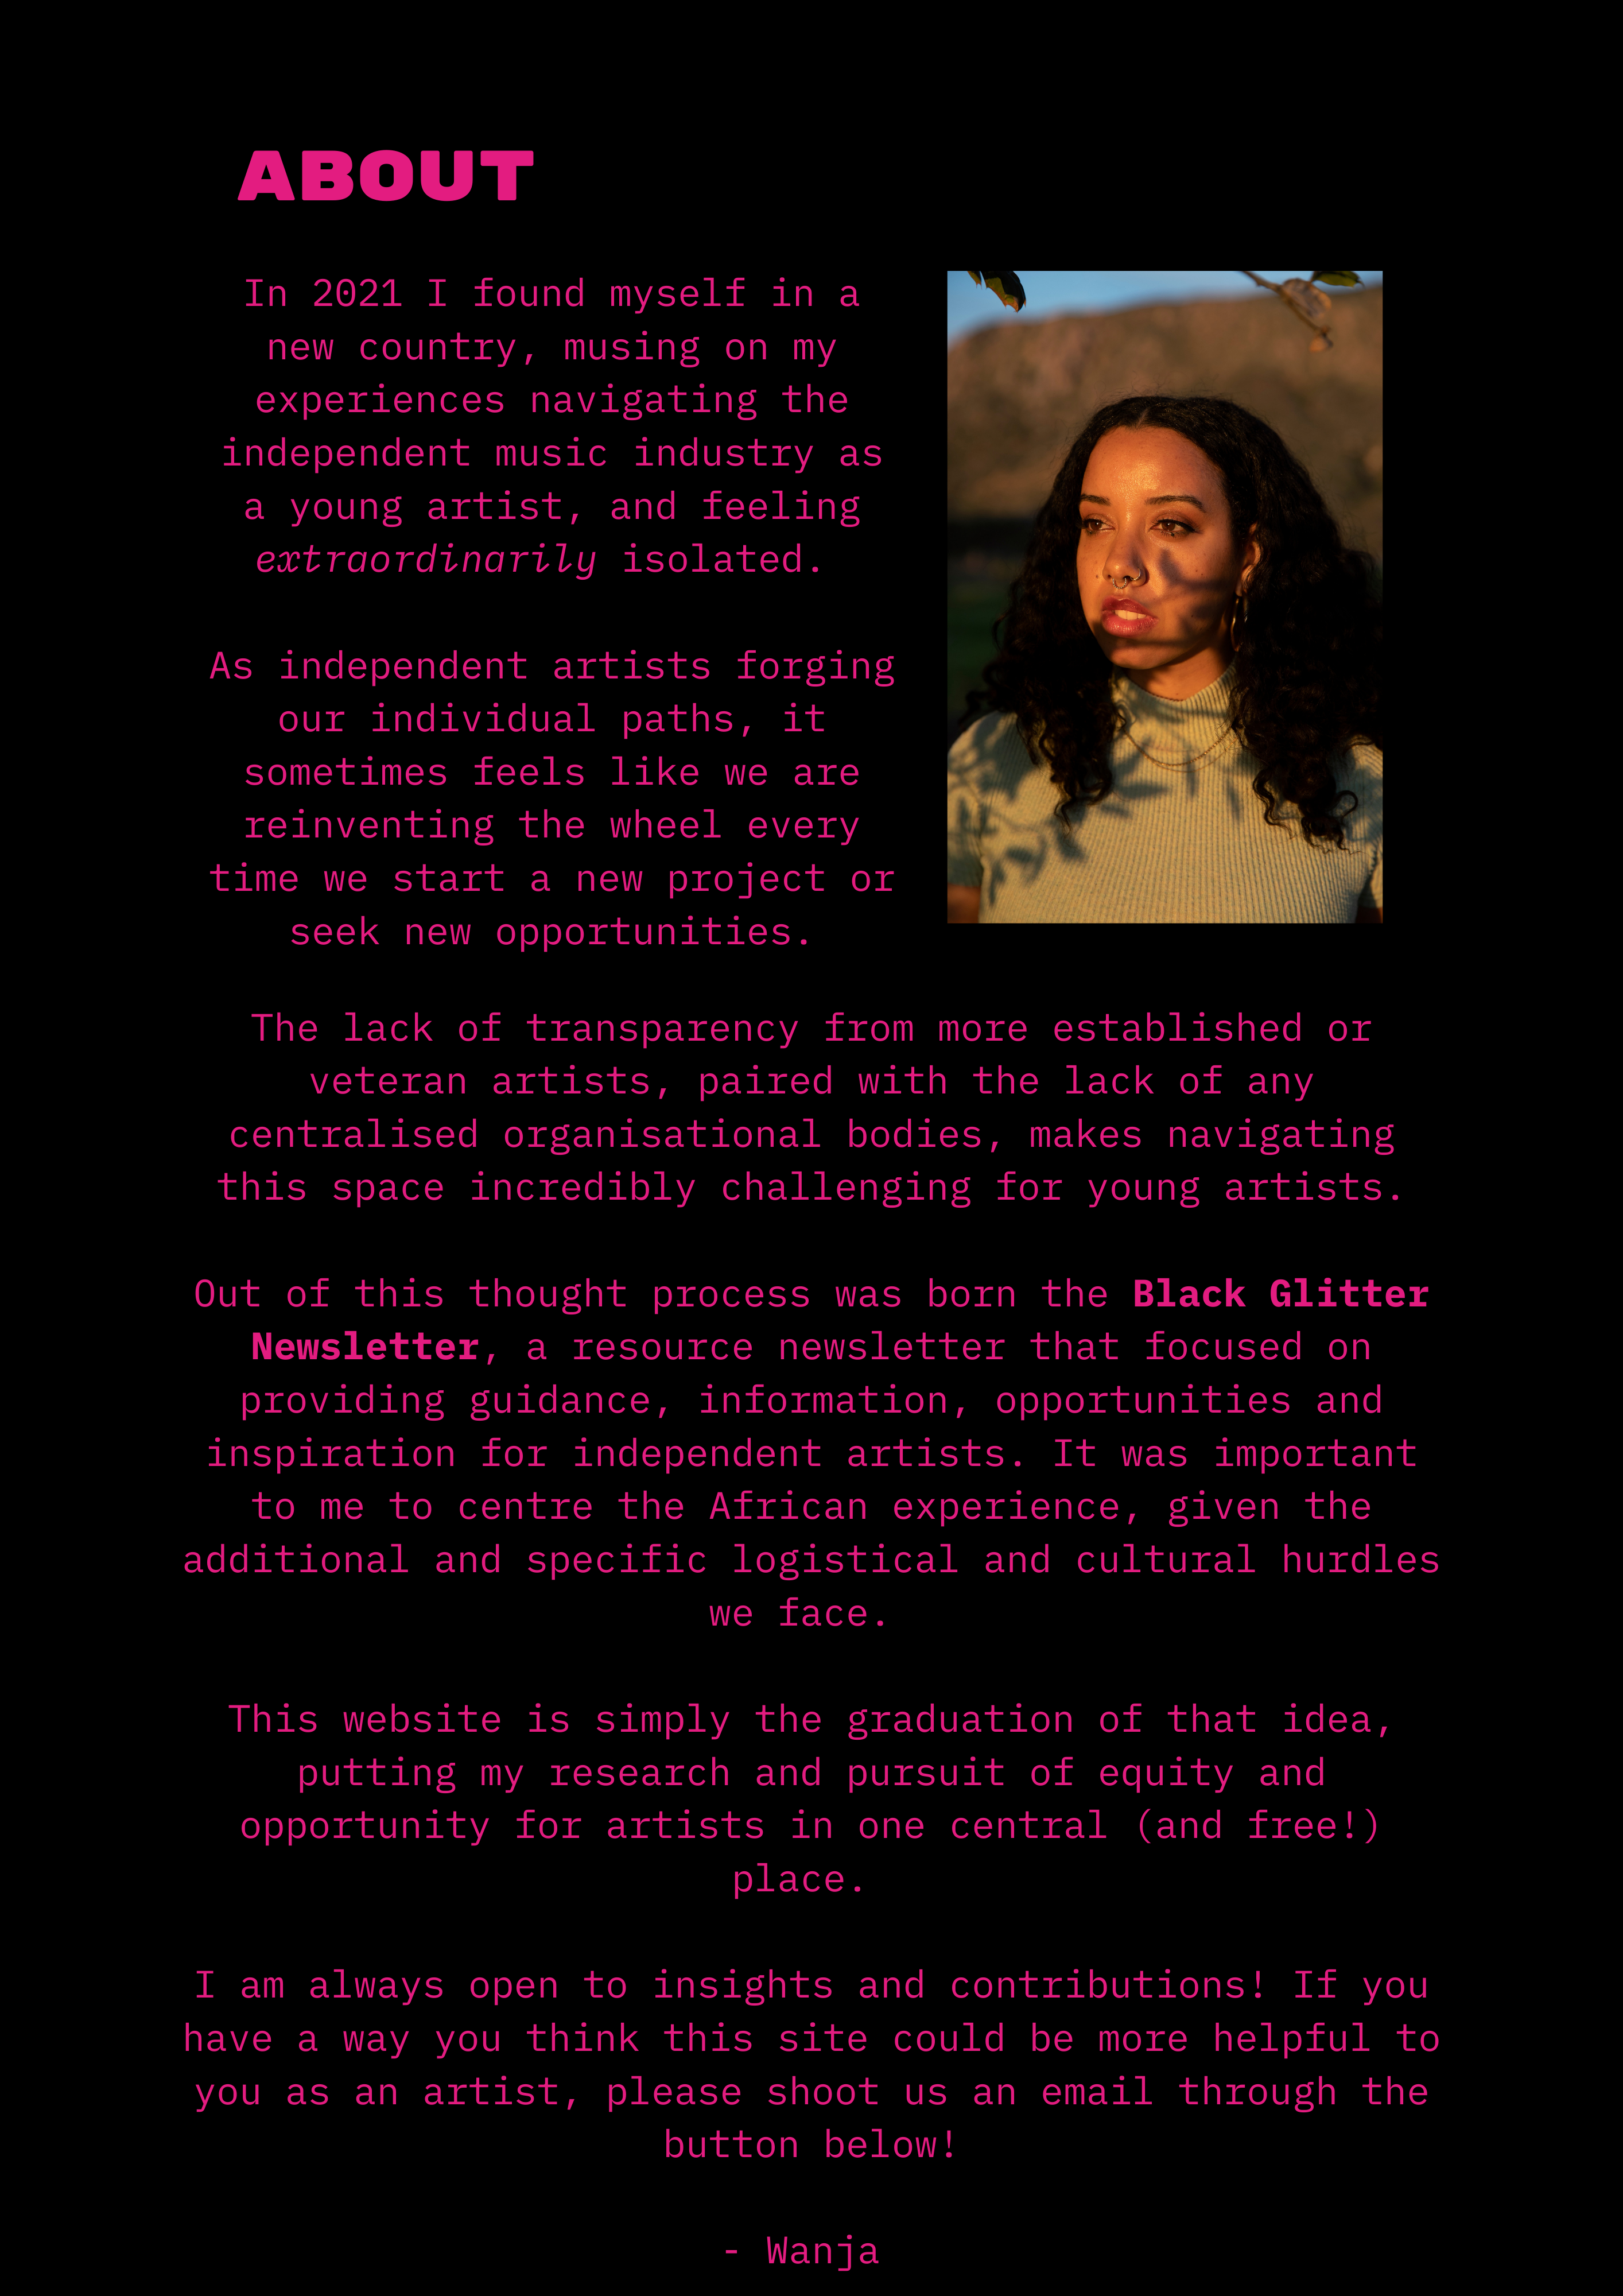 ABOUT
In 2021 I found myself in a
new country, musing on my
experiences navigating the
independent music industry as
a young artist, and feeling
extraordinarily isolated.
As independent artists forging
our individual paths, it
sometimes feels like we are
reinventing the wheel every
time we start a new project or
seek new opportunities.
The lack of transparency from more established or
veteran artists, paired with the lack of any
centralised organisational bodies, makes navigating
this space incredibly challenging for young artists.
Out of this thought process was born the Black Glitter
Newsletter, a resource newsletter that focused on
providing guidance, information, opportunities and
inspiration for independent artists. It was important
to me to centre the African experience, given the
additional and specific logistical and cultural hurdles
we face.
This website is simply the graduation of that idea,
putting my research and pursuit of equity and
opportunity for artists in one central (and free!)
place.
I am always open to insights and contributions! If you
have a way you think this site could be more helpful to
you as an artist, please shoot us an email through the
button below!
- Wanja